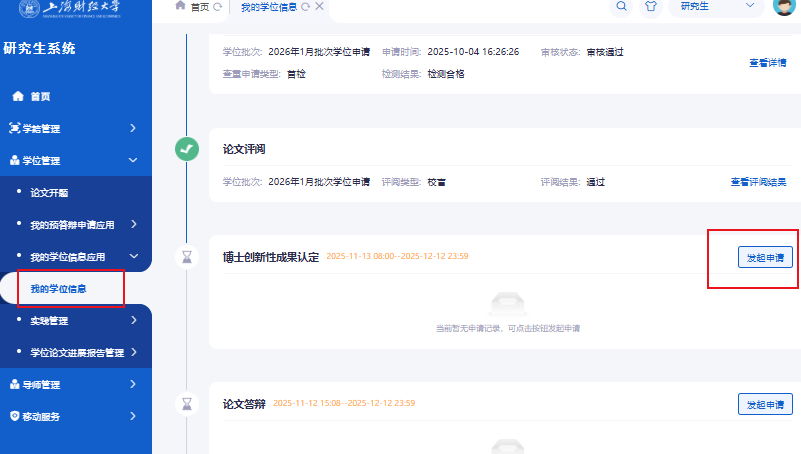 上海财经大学
首页
我的学位信息
研究生
研究生系统
首页
学籍管理
学位管理
论文开题
我的预答辩申请应用
我的学位信息应用
我的学位信息
实践管理
学位论文进展报告管理
导师管理
移动服务
学位批次: 2026年1月批次学位申请 申请时间: 2025-10-04 16:26:26 审核状态: 审核通过
查看详情
查重申请类型: 首检 检测结果: 检测合格
论文评阅
学位批次: 2026年1月批次学位申请 评阅类型: 校盲 评阅结果: 通过 查看评阅结果
博士创新性成果认定 2025-11-13 08:00--2025-12-12 23:59 发起申请
当前暂无申请记录，可点击按钮发起申请
论文答辩 2025-11-12 15:08--2025-12-12 23:59 发起申请